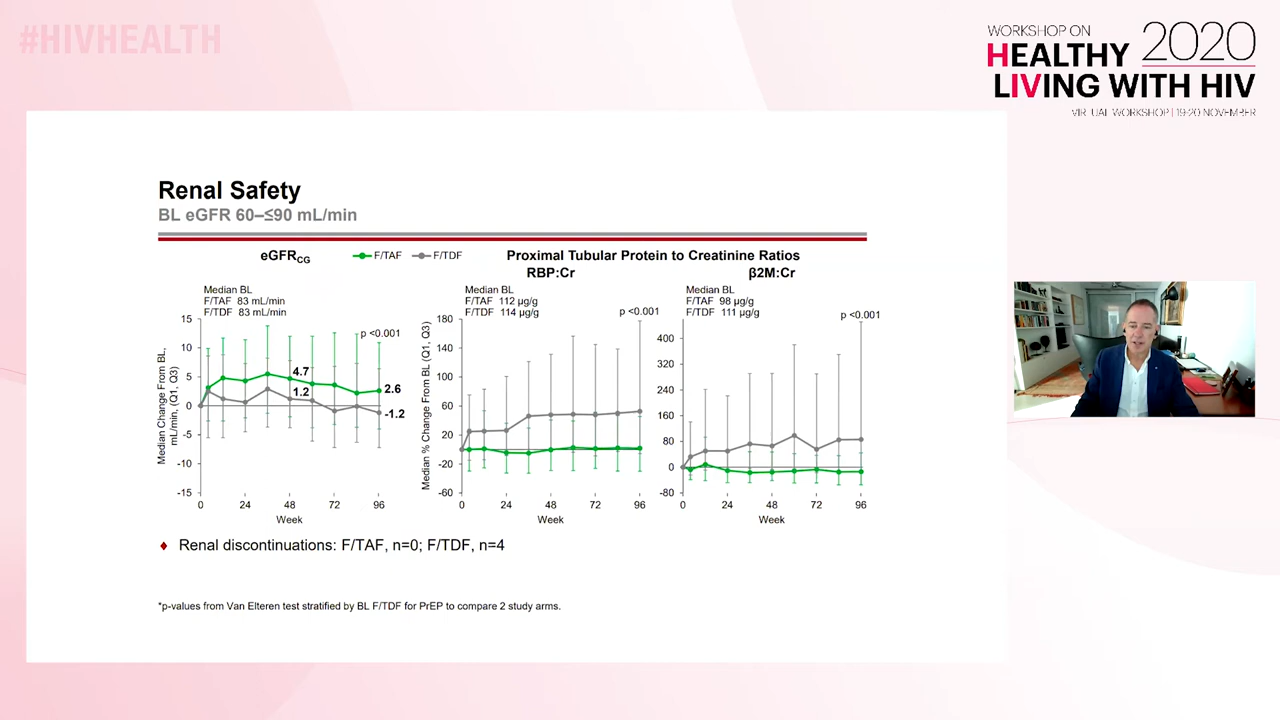 #HIVHEALTH
WORKSHOP ON 2020
HEALTHY
LIVING WITH HIV
VIRTUAL WORKSHOP | 19-20 NOVEMBER
Renal Safety
BL eGFR 60–≤90 mL/min
eGFRCG
F/TAF F/TDF
Proximal Tubular Protein to Creatinine Ratios
RBP:Cr β2M:Cr
Median BL
F/TAF 83 mL/min
F/TDF 83 mL/min
p <0.001
Median Change From BL,
mL/min, (Q1, Q3)
15
10
5
0
-5
-10
-15
4.7
1.2
2.6
-1.2
0 24 48 72 96
Week
Median BL
F/TAF 112 µg/g
F/TDF 114 µg/g
p <0.001
Median % Change From BL (Q1, Q3)
180
140
100
60
20
-20
-60
0 24 48 72 96
Week
Median BL
F/TAF 98 µg/g
F/TDF 111 µg/g
p <0.001
400
320
240
160
80
0
-80
0 24 48 72 96
Week
♦ Renal discontinuations: F/TAF, n=0; F/TDF, n=4
*p-values from Van Elteren test stratified by BL F/TDF for PrEP to compare 2 study arms.